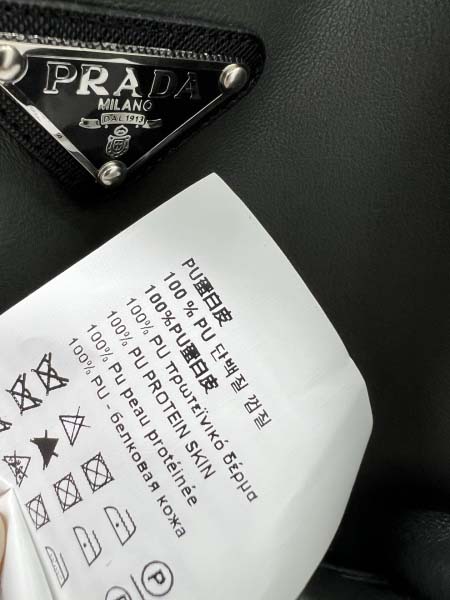 PRADA
MILANO
DAL 1913
PU蛋白皮
100 % PU 단백질 껍질
100%PU蛋白皮
100% PU πρωτεϊνικό δέρμα
100% PU PROTEIN SKIN
100% PU peau protéinée
100% PU - белковая кожа
P